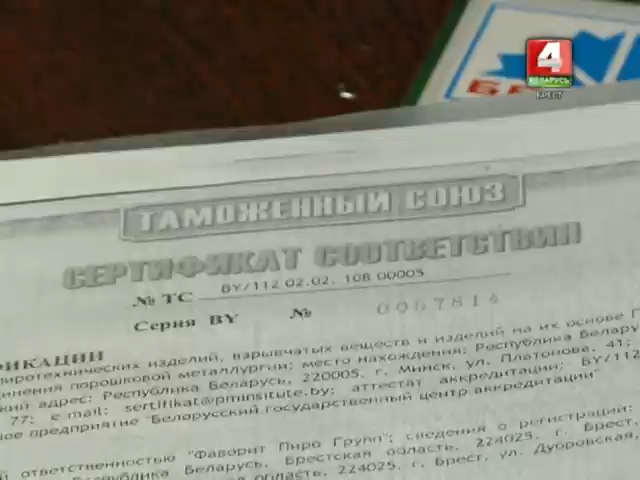 4
БЕЛАРУСЬ
БРЕСТ
ТАМОЖЕННЫЙ СОЮЗ
СЕРТИФИКАТ СООТВЕТСТВИЯ
№ ТС BY/112 02.02. 108 00005
Серия BY № 0067814
ФИКАЦИИ
пиротехнических изделий, взрывчатых веществ и изделий на их основе
порошковой металлургии; место нахождения: Республика
адрес: Республика Беларусь, 220005, г. Минск, ул. Платонова, 41;
77; e mail: sertifikat@pminsitute.by; аттестат аккредитации: BY/112
предприятие "Белорусский государственный центр аккредитации"
ответственностью "Фаворит Пиро Групп"; сведения о регистрации:
Беларусь, Брестская область, 224025, г. Брест,
область, 224025, г. Брест, ул. Дубровская,